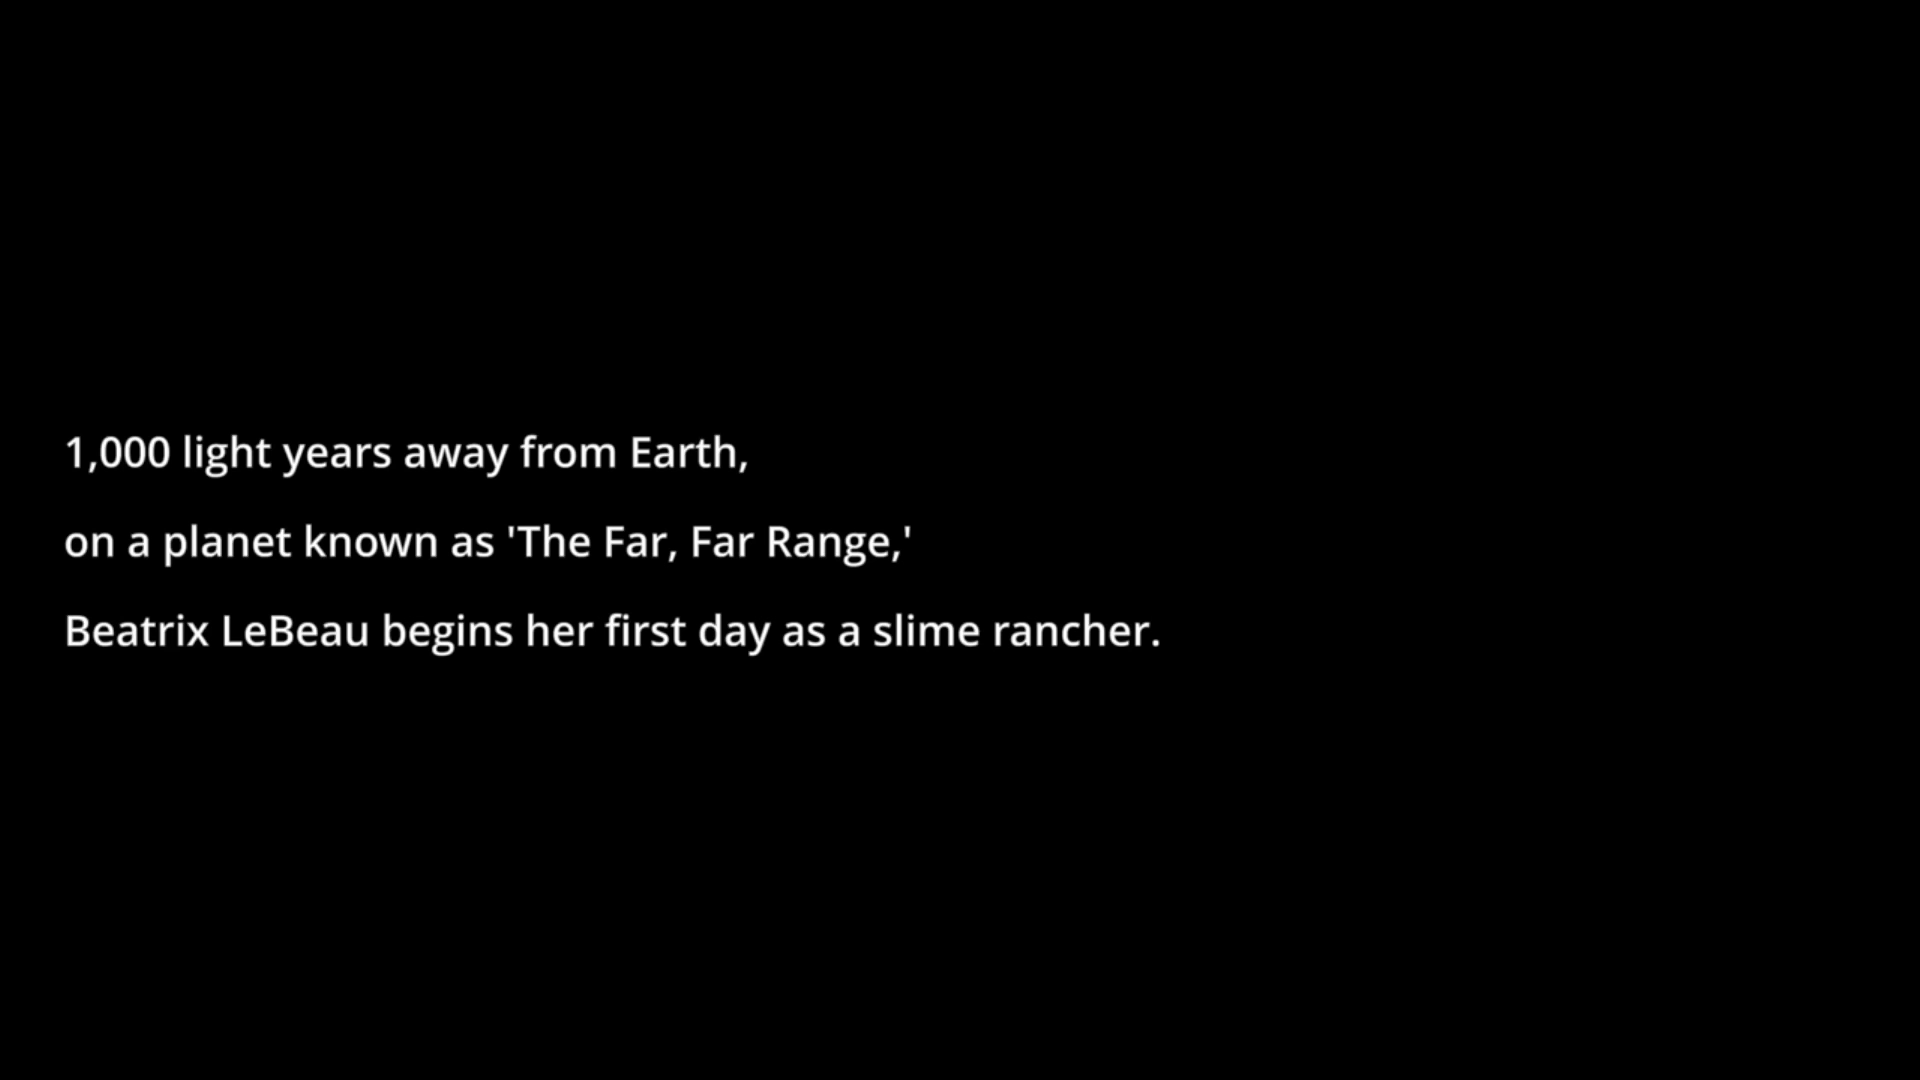 1,000 light years away from Earth,
on a planet known as 'The Far, Far Range,'
Beatrix LeBeau begins her first day as a slime rancher.